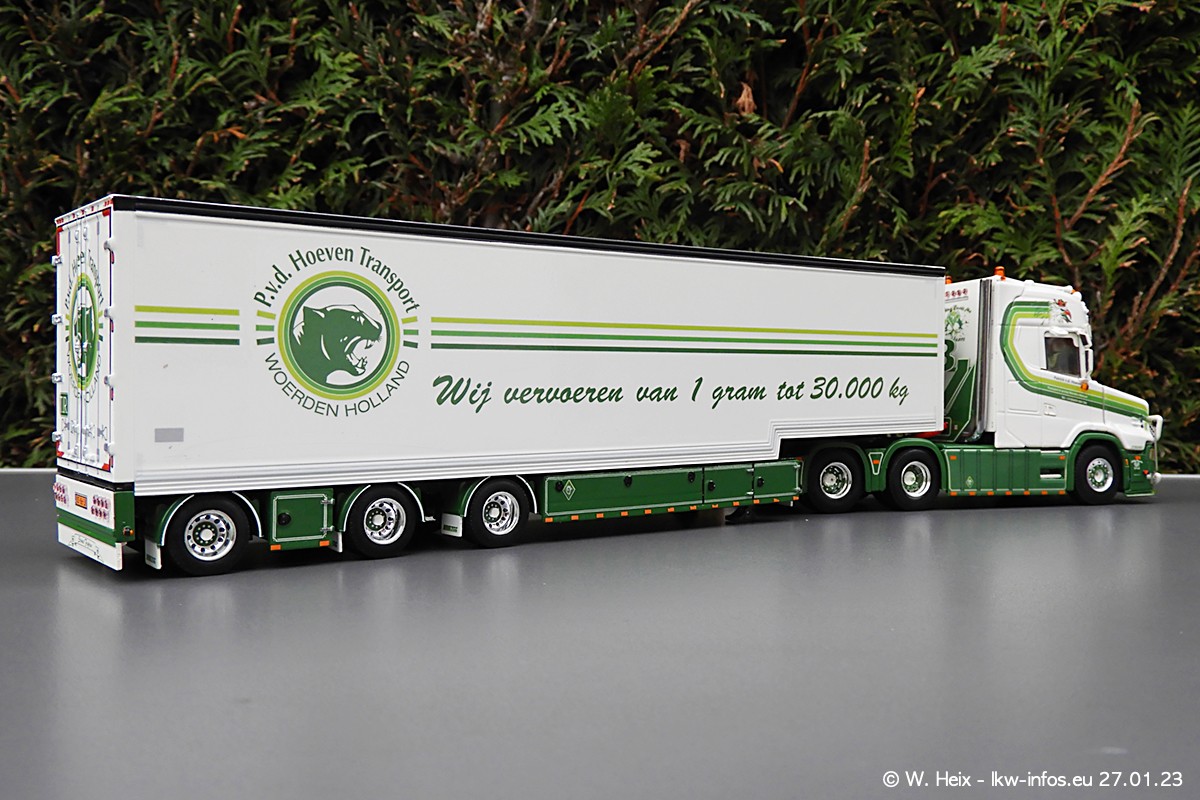 P.v.d. Hoeven Transport
WOERDEN HOLLAND
Wij vervoeren van 1 gram tot 30.000 kg
© W. Heix – lkw-infos.eu 27.01.23